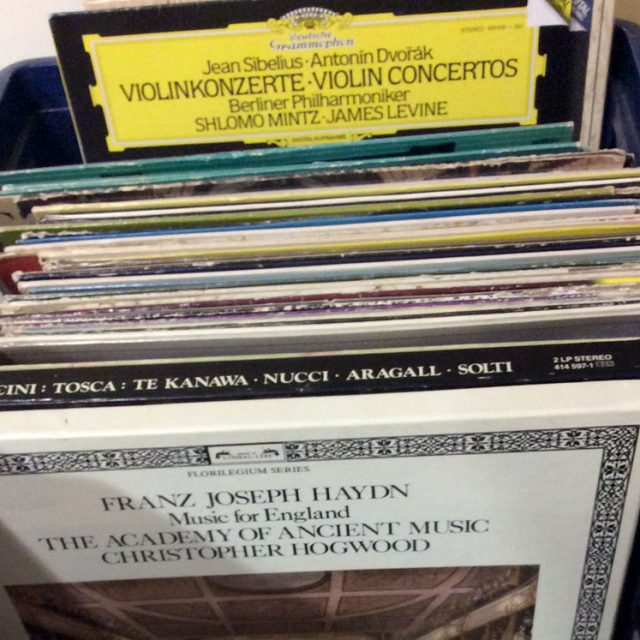 Deutsche
Grammophon
Jean Sibelius · Antonín Dvořák
VIOLINKONZERTE · VIOLIN CONCERTOS
Berliner Philharmoniker
SHLOMO MINTZ · JAMES LEVINE
CINI : TOSCA : TE KANAWA · NUCCI · ARAGALL · SOLTI
2 LP STEREO
414 597-1
FLORILEGIUM SERIES
FRANZ JOSEPH HAYDN
Music for England
THE ACADEMY OF ANCIENT MUSIC
CHRISTOPHER HOGWOOD